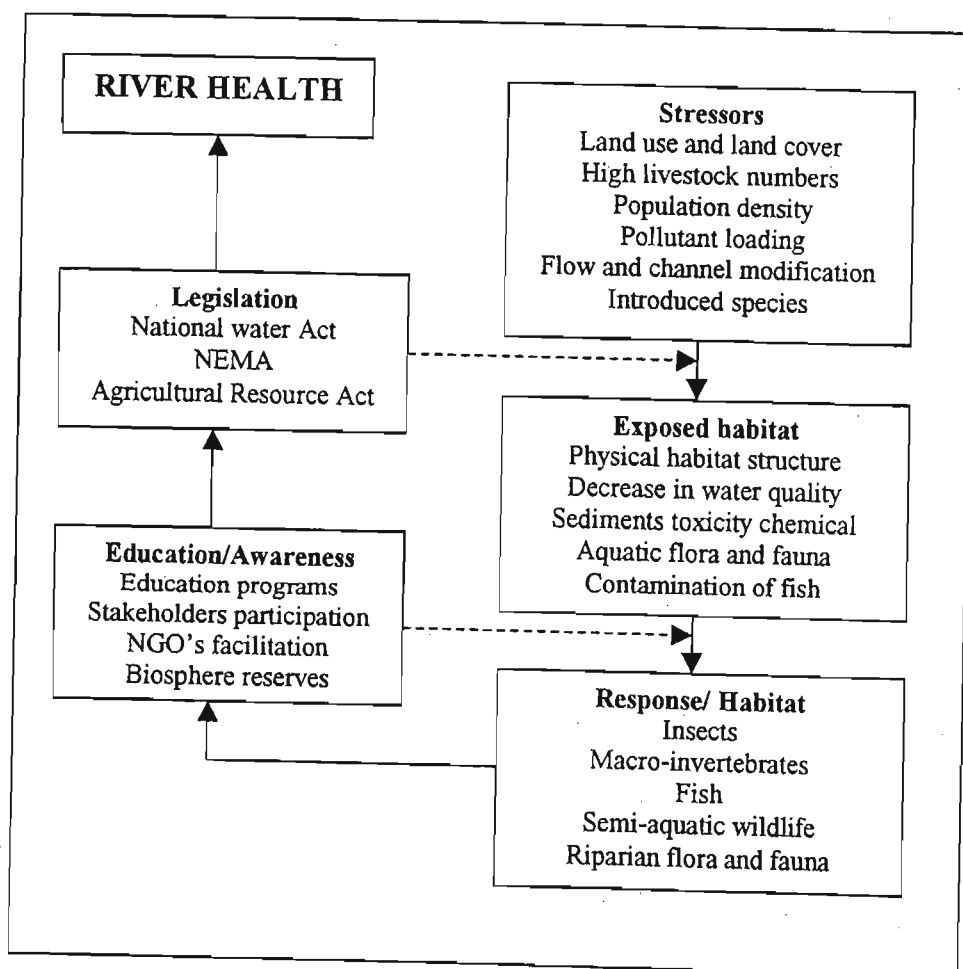 RIVER HEALTH
Stressors
Land use and land cover
High livestock numbers
Population density
Pollutant loading
Flow and channel modification
Introduced species
Legislation
National water Act
NEMA
Agricultural Resource Act
Exposed habitat
Physical habitat structure
Decrease in water quality
Sediments toxicity chemical
Aquatic flora and fauna
Contamination of fish
Education/Awareness
Education programs
Stakeholders participation
NGO's facilitation
Biosphere reserves
Response/ Habitat
Insects
Macro-invertebrates
Fish
Semi-aquatic wildlife
Riparian flora and fauna